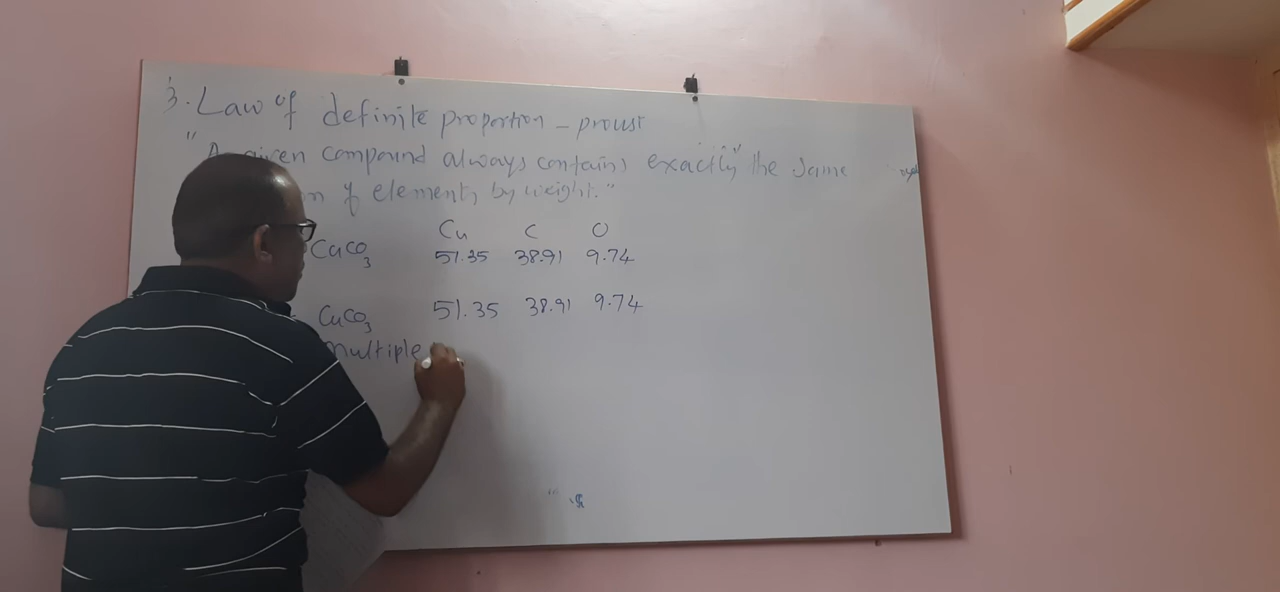 3. Law of definite proportion - proust
" A given compound always contains exactly the same
of elements by weight."
Cu C O
CuCO3 51.35 38.91 9.74
CuCO3 51.35 38.91 9.74
multiple